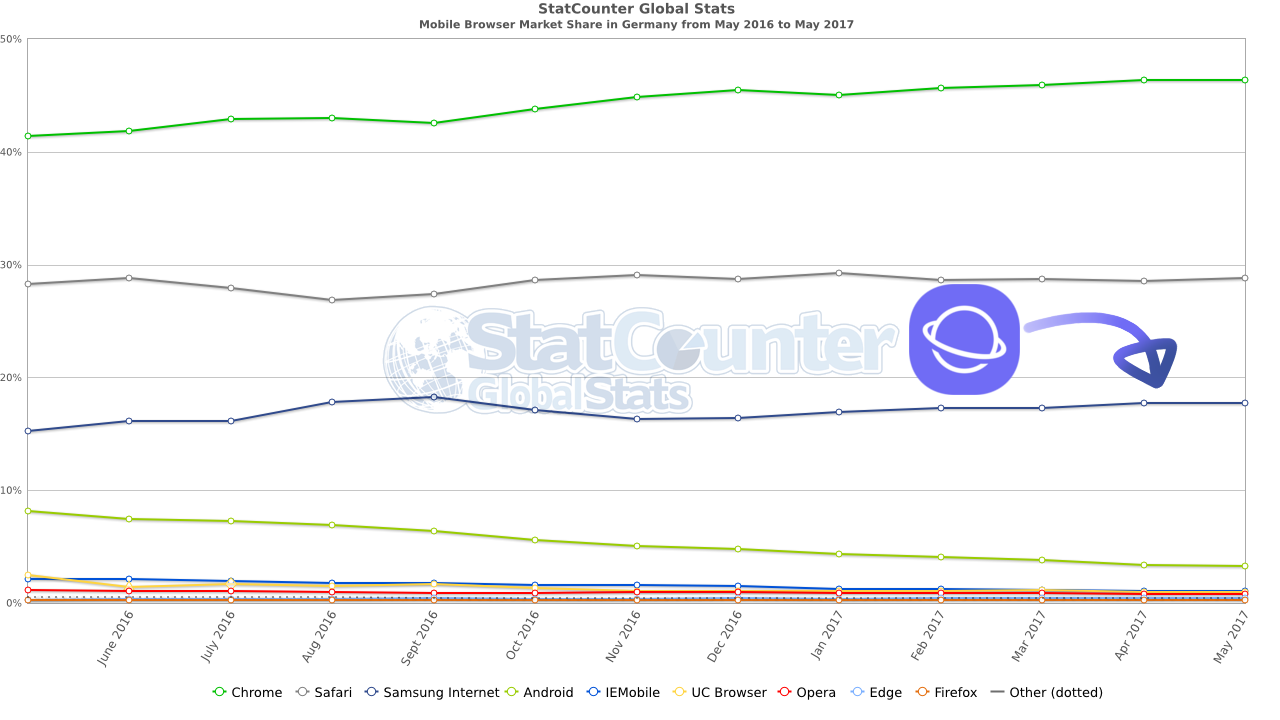 StatCounter Global Stats
Mobile Browser Market Share in Germany from May 2016 to May 2017
50%
40%
30%
20%
10%
0%
StatCounter
GlobalStats
June 2016
July 2016
Aug 2016
Sept 2016
Oct 2016
Nov 2016
Dec 2016
Jan 2017
Feb 2017
Mar 2017
Apr 2017
May 2017
Chrome Safari Samsung Internet Android IEMobile UC Browser Opera Edge Firefox Other (dotted)